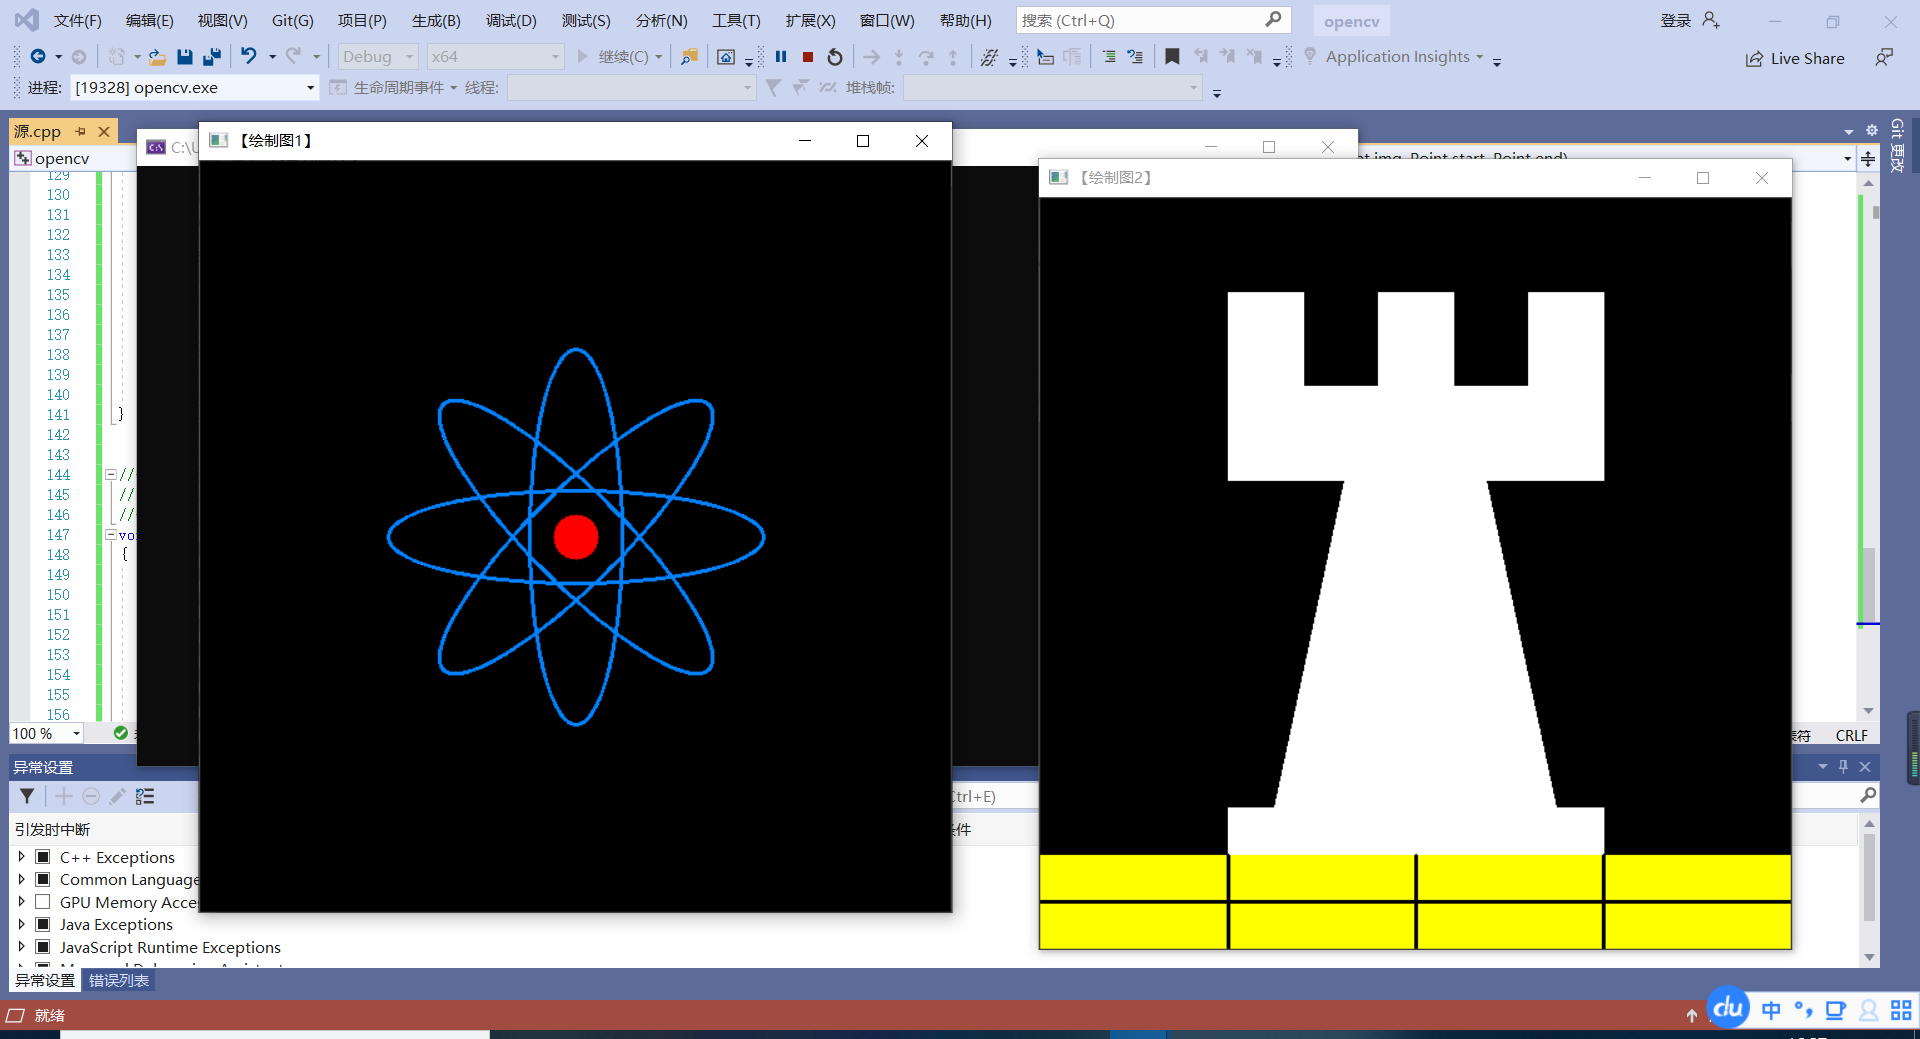 文件(F) 编辑(E) 视图(V) Git(G) 项目(P) 生成(B) 调试(D) 测试(S) 分析(N) 工具(T) 扩展(X) 窗口(W) 帮助(H) 搜索 (Ctrl+Q) opencv 登录
Debug x64 继续(C) Application Insights Live Share
进程: [19328] opencv.exe 生命周期事件 线程: 堆栈帧:
源.cpp
C:\U
【绘制图1】
opencv
img, Point start, Point end)
【绘制图2】
Git 更改
129
130
131
132
133
134
135
136
137
138
139
140
141 }
142
143
144 //
145 //
146 //
147 vo
148 {
149
150
151
152
153
154
155
156
100 %
符 CRLF
异常设置
Ctrl+E)
引发时中断
件
C++ Exceptions
Common Language
GPU Memory Acce
Java Exceptions
JavaScript Runtime Exceptions
异常设置 错误列表
就绪
du 中